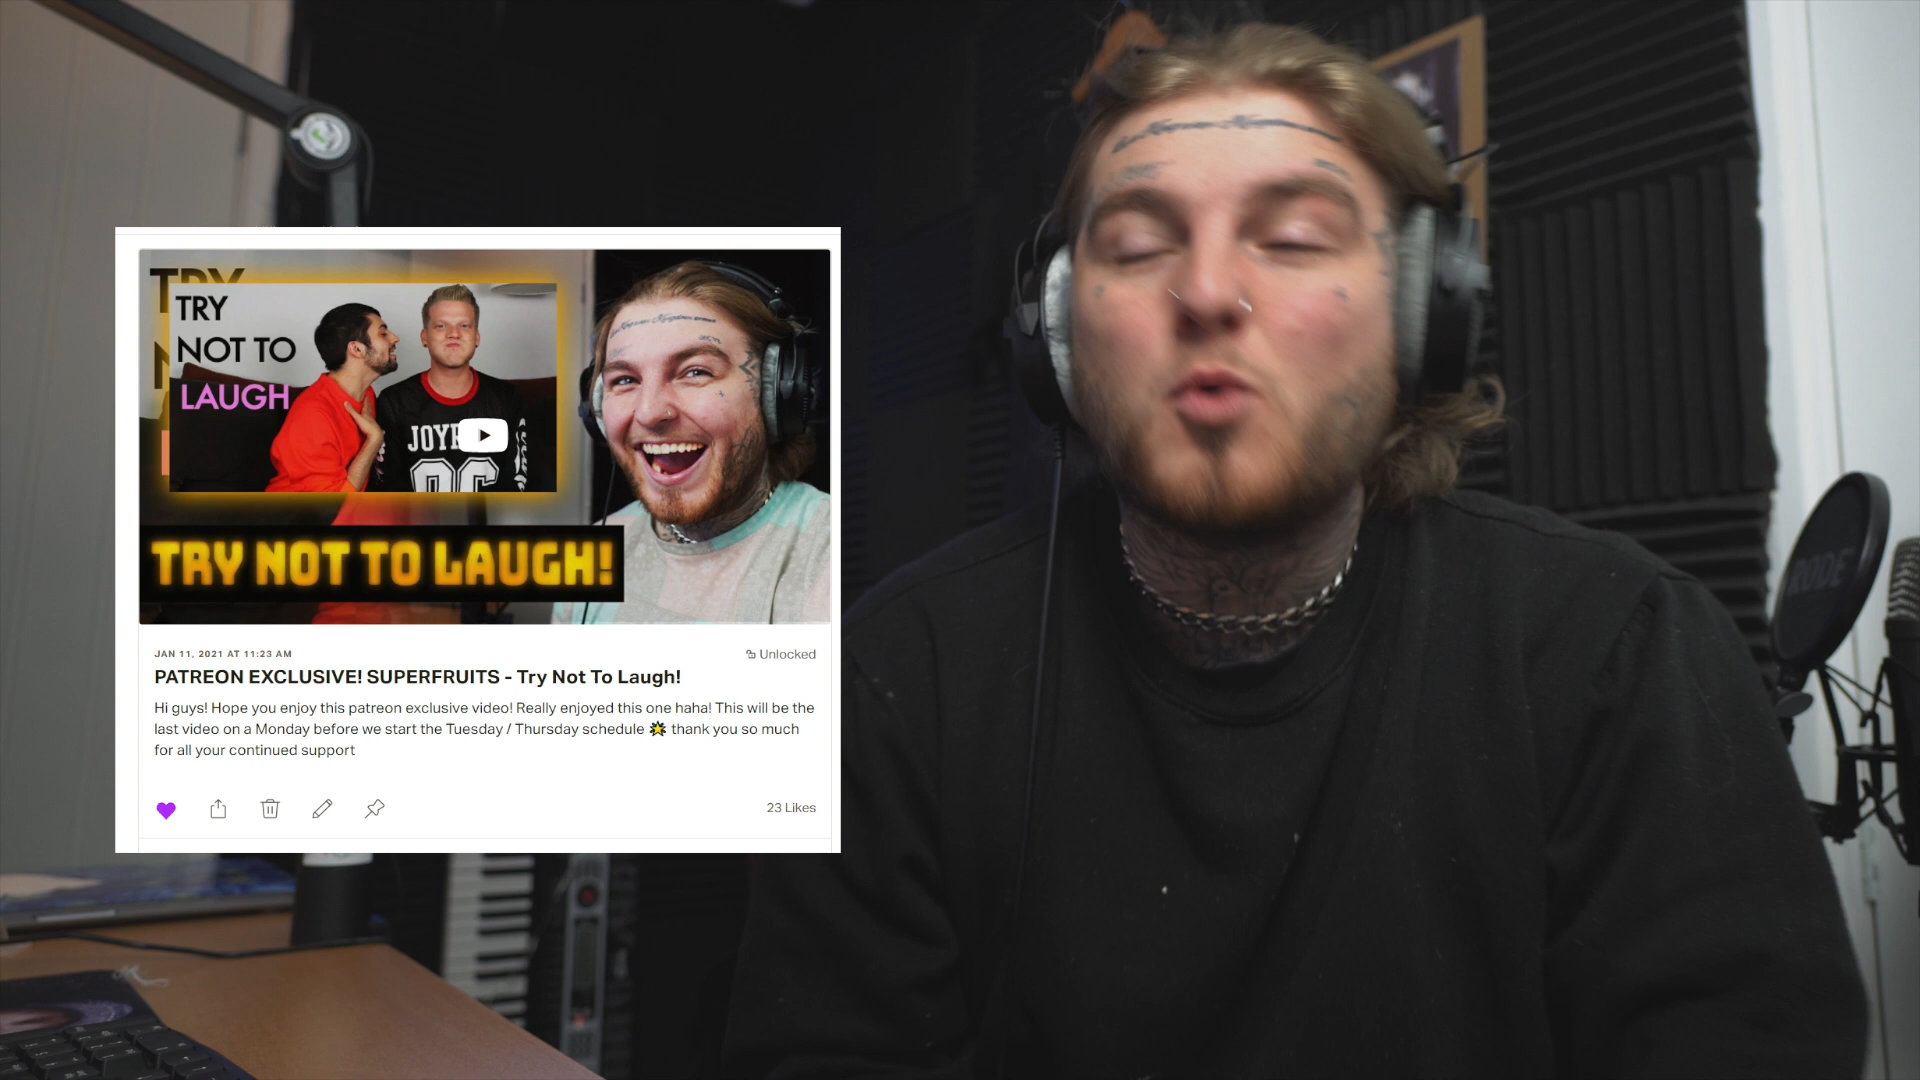 TRY
TRY
NOT TO
LAUGH
TRY NOT TO LAUGH!
JAN 11, 2021 AT 11:23 AM
Unlocked
PATREON EXCLUSIVE! SUPERFRUITS - Try Not To Laugh!
Hi guys! Hope you enjoy this patreon exclusive video! Really enjoyed this one haha! This will be the
last video on a Monday before we start the Tuesday / Thursday schedule 🌟 thank you so much
for all your continued support
23 Likes
RODE